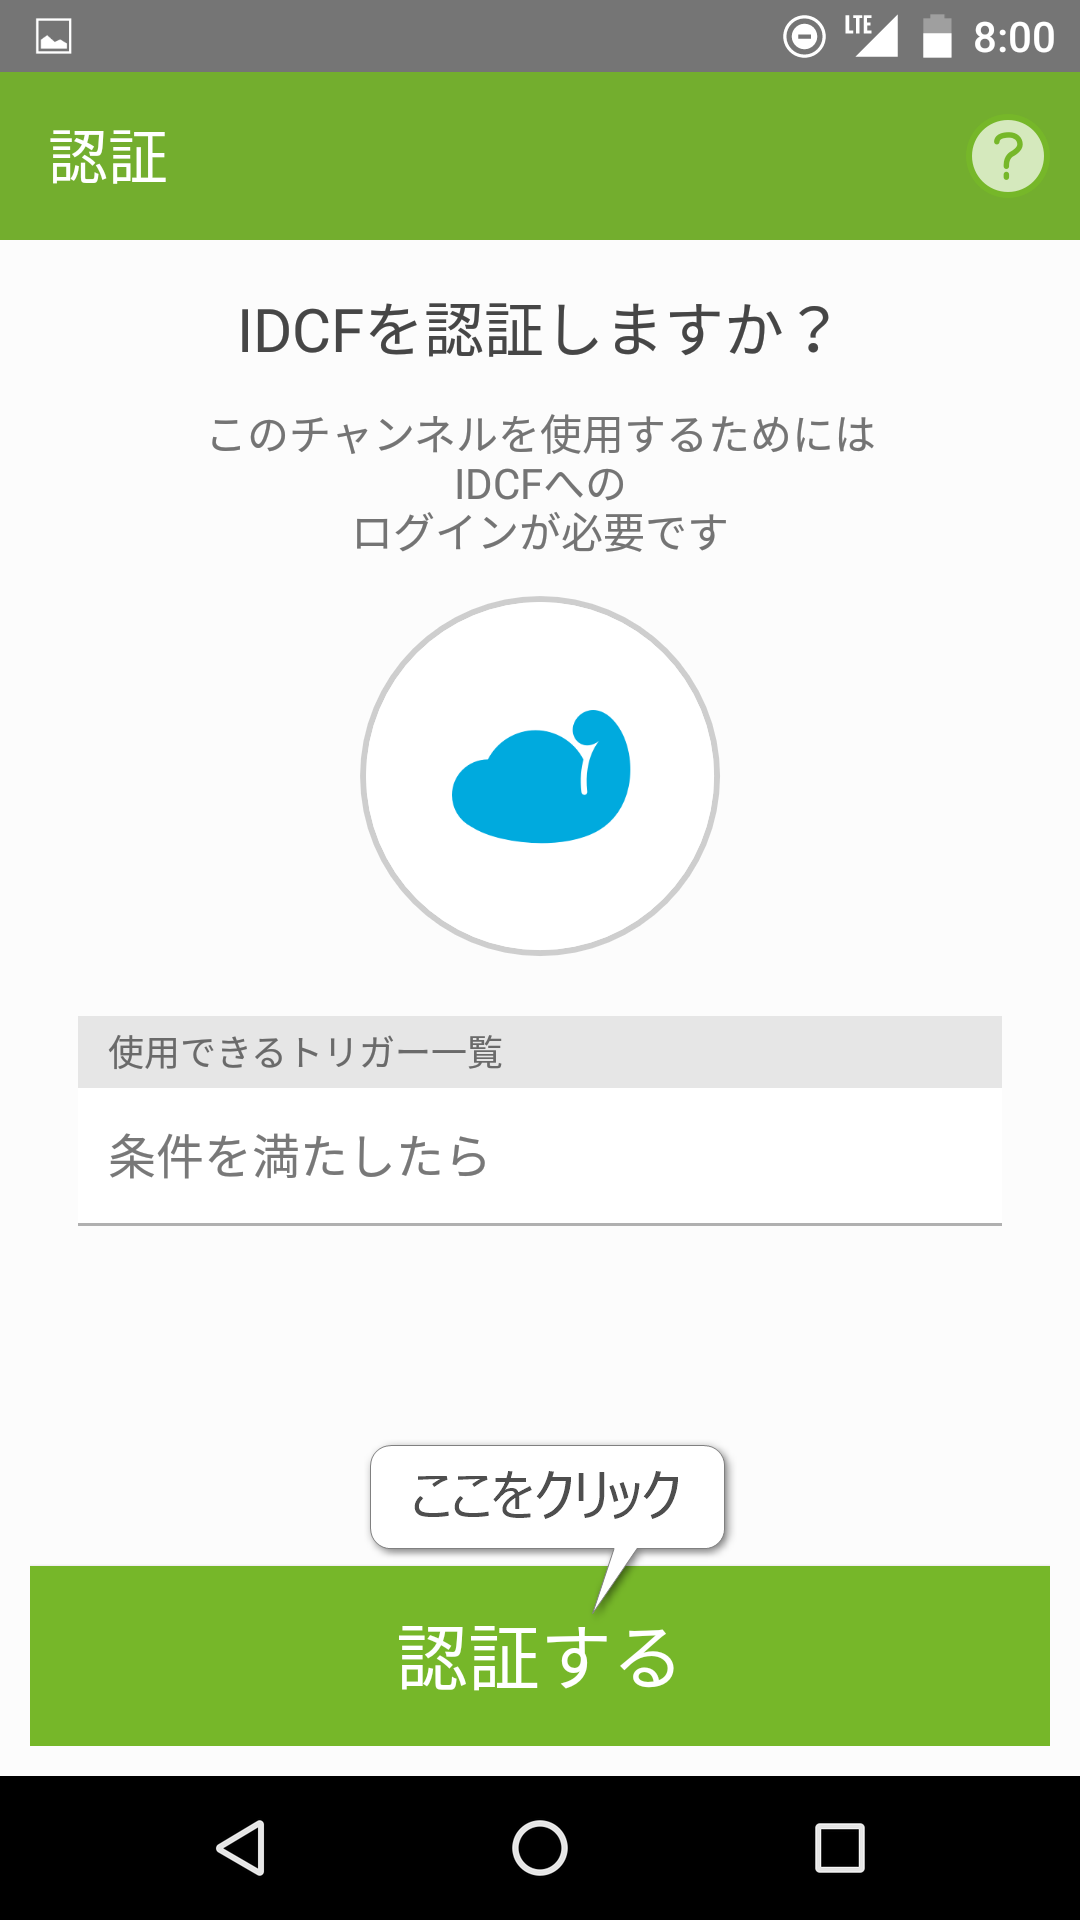 LTE 8:00
認証
?
IDCFを認証しますか？
このチャンネルを使用するためには
IDCFへの
ログインが必要です
使用できるトリガー一覧
条件を満たしたら
ここをクリック
認証する